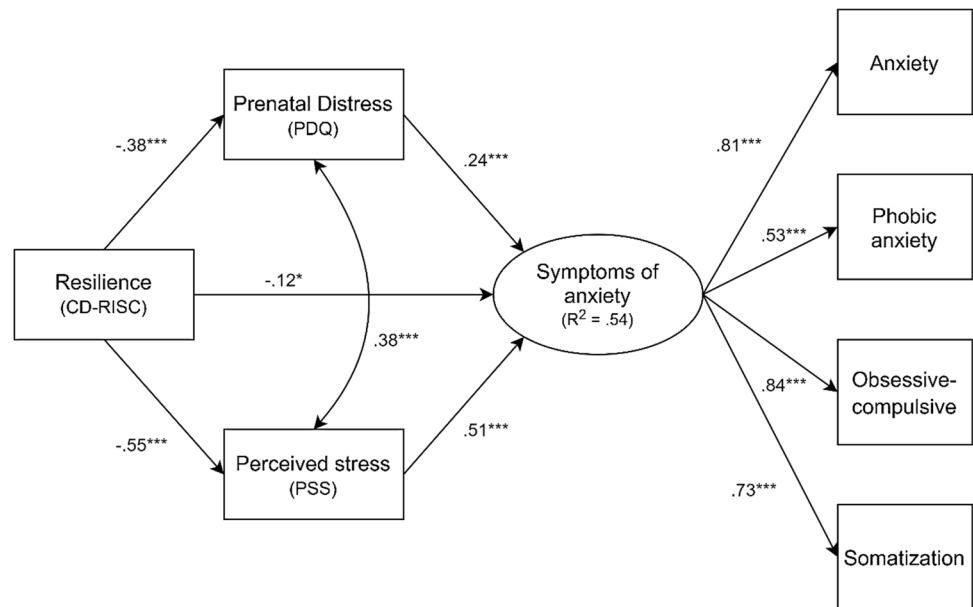 Anxiety
Prenatal Distress
(PDQ)
-.38***
.24***
.81***
Phobic
anxiety
.53***
Resilience
(CD-RISC)
-.12*
Symptoms of
anxiety
(R² = .54)
.38***
Obsessive-
compulsive
.84***
-.55***
.51***
Perceived stress
(PSS)
.73***
Somatization